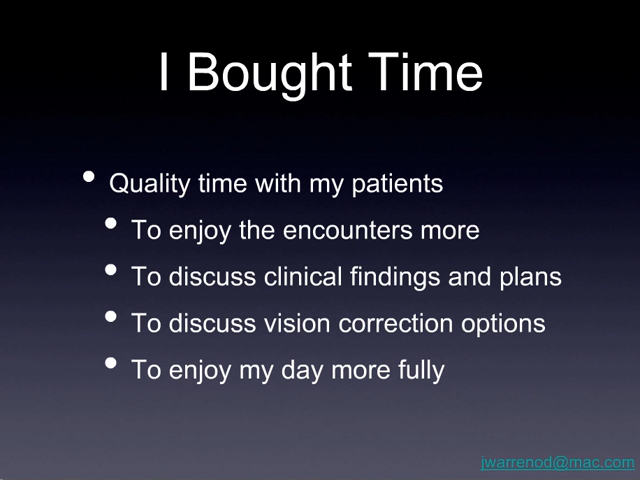 I Bought Time
• Quality time with my patients
• To enjoy the encounters more
• To discuss clinical findings and plans
• To discuss vision correction options
• To enjoy my day more fully
jwarrenod@mac.com